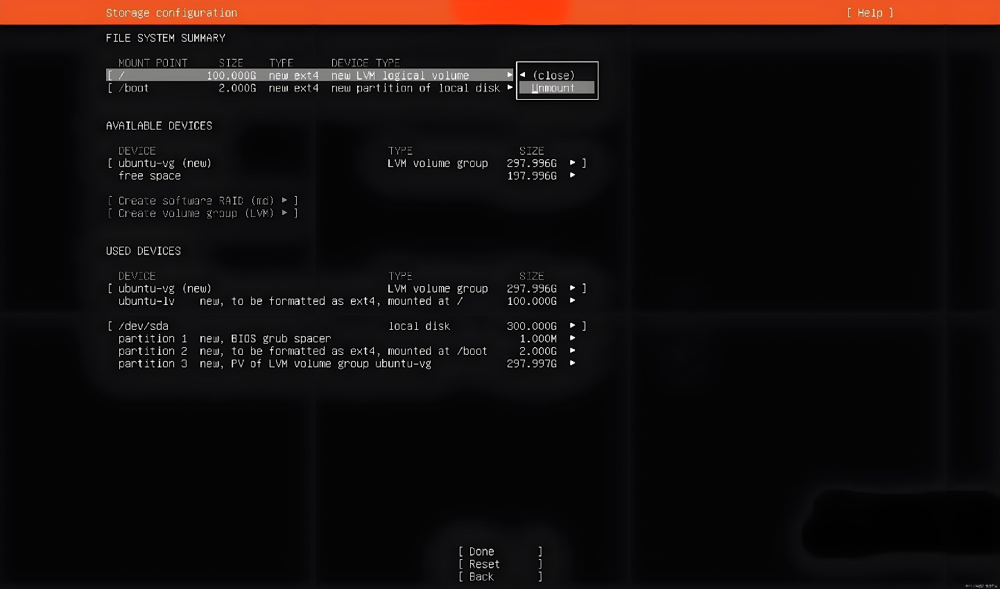 Storage configuration [ Help ]
FILE SYSTEM SUMMARY
MOUNT POINT SIZE TYPE DEVICE TYPE
[ / 100.000G new ext4 new LVM logical volume ▸ ◂ (close)
[ /boot 2.000G new ext4 new partition of local disk ▸ Unmount
AVAILABLE DEVICES
DEVICE TYPE SIZE
[ ubuntu-vg (new) LVM volume group 297.996G ▸ ]
free space 197.996G ▸
[ Create software RAID (md) ▸ ]
[ Create volume group (LVM) ▸ ]
USED DEVICES
DEVICE TYPE SIZE
[ ubuntu-vg (new) LVM volume group 297.996G ▸ ]
ubuntu-lv new, to be formatted as ext4, mounted at / 100.000G ▸
[ /dev/sda local disk 300.000G ▸ ]
partition 1 new, BIOS grub spacer 1.000M ▸
partition 2 new, to be formatted as ext4, mounted at /boot 2.000G ▸
partition 3 new, PV of LVM volume group ubuntu-vg 297.997G ▸
[ Done ]
[ Reset ]
[ Back ]